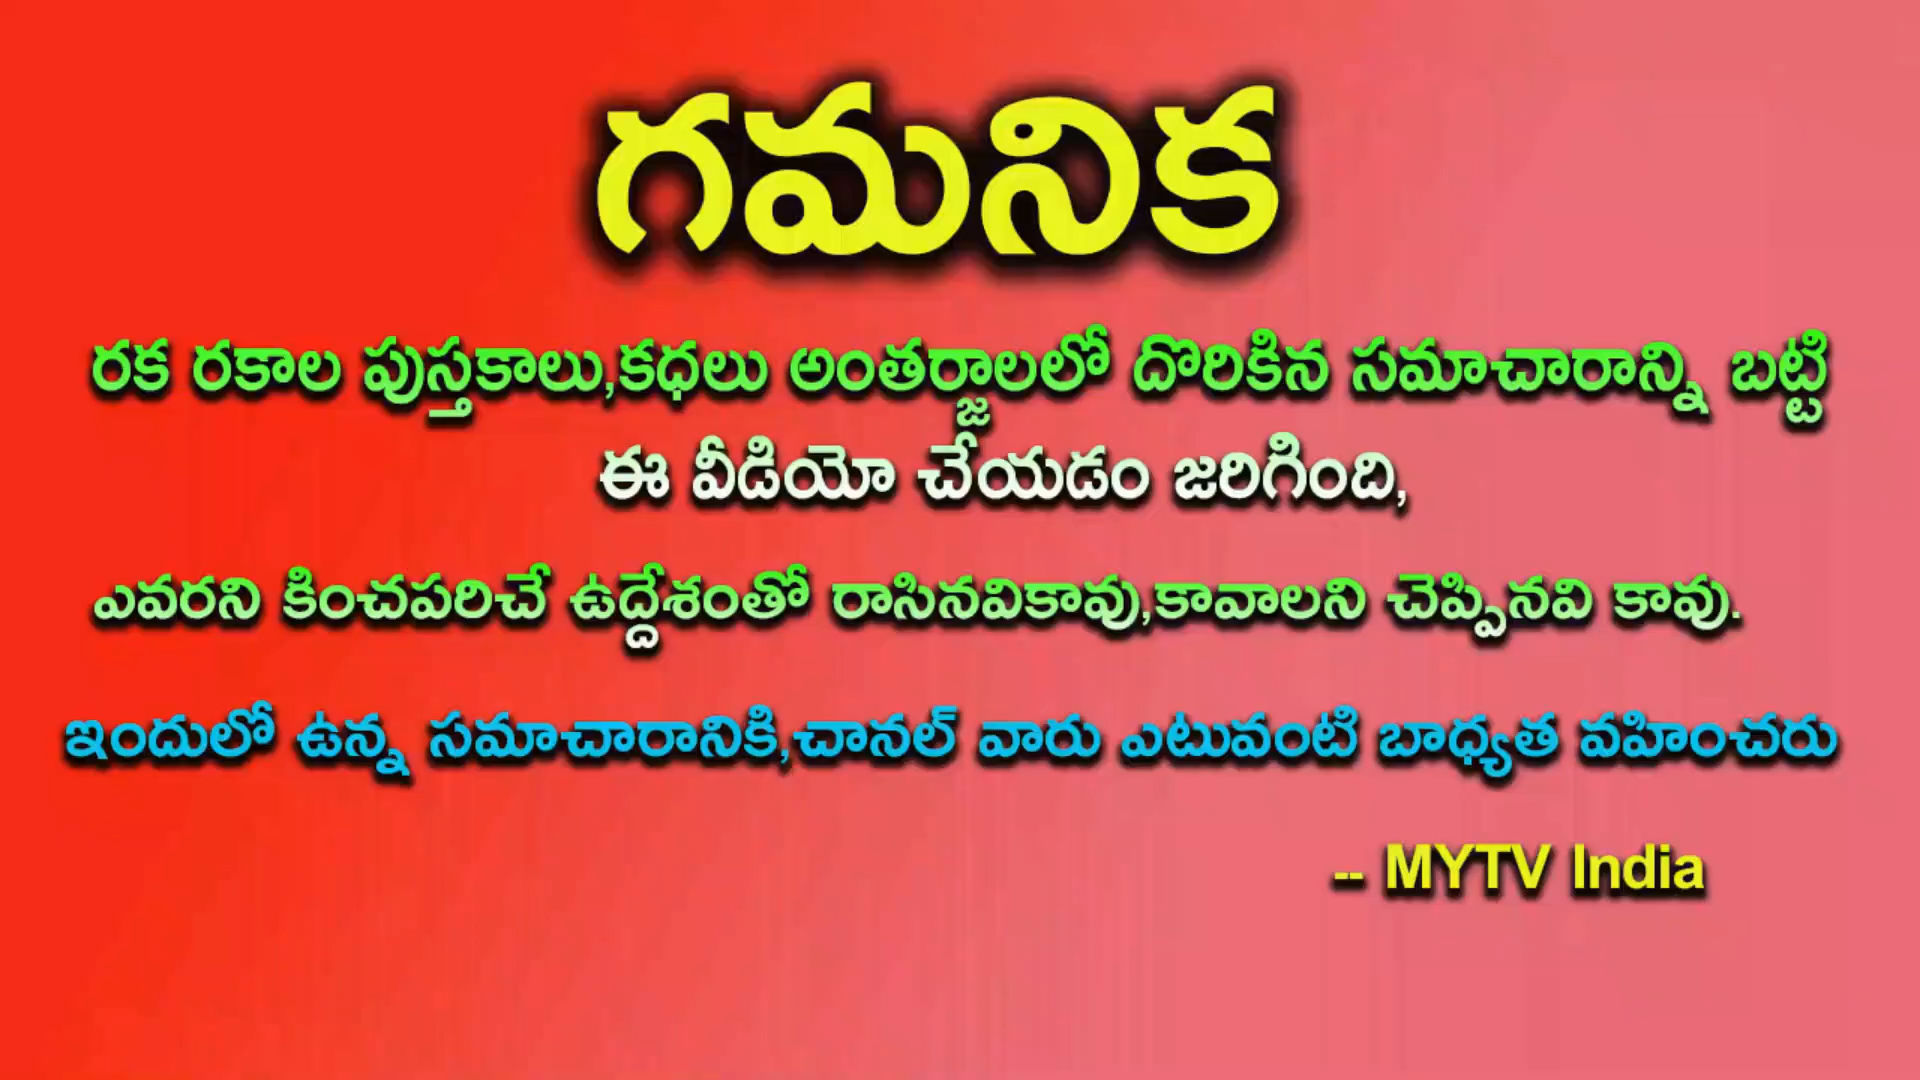 గమనిక
రక రకాల పుస్తకాలు,కధలు అంతర్జాలలో దొరికిన సమాచారాన్ని బట్టి
ఈ వీడియో చేయడం జరిగింది,
ఎవరని కించపరిచే ఉద్దేశంతో రాసినవికావు,కావాలని చెప్పినవి కావు.
ఇందులో ఉన్న సమాచారానికి,చానల్ వారు ఎటువంటి బాధ్యత వహించరు
-- MYTV India